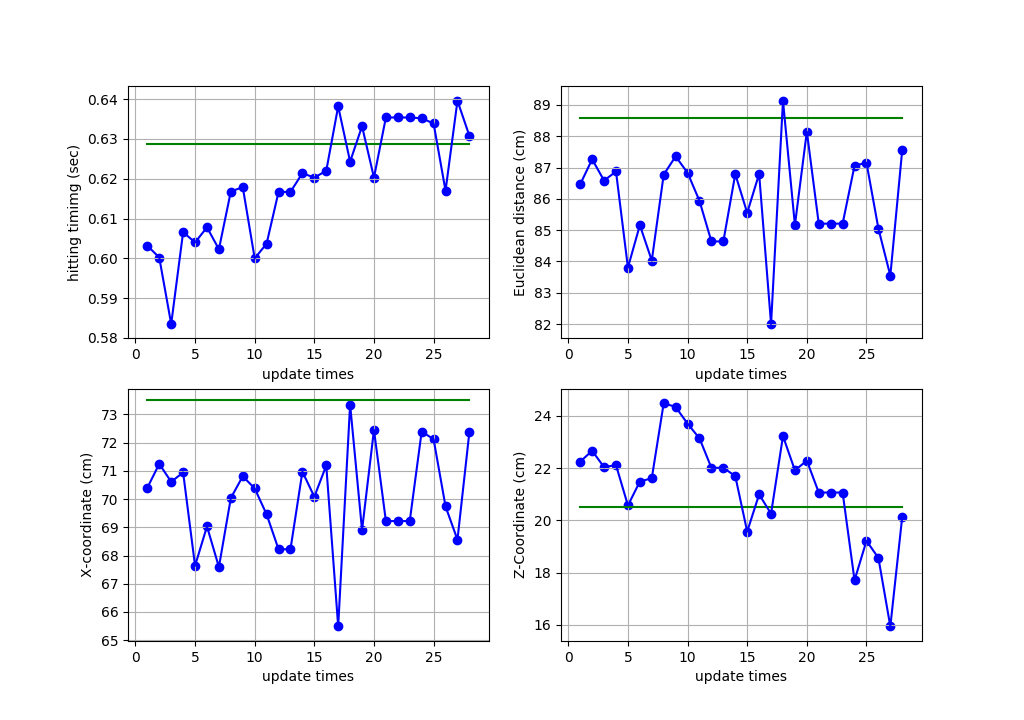 0.64
0.63
0.62
0.61
0.60
0.59
0.58
hitting timimg (sec)
0 5 10 15 20 25
update times
89
88
87
86
85
84
83
82
Euclidean distance (cm)
0 5 10 15 20 25
update times
73
72
71
70
69
68
67
66
65
X-coordinate (cm)
0 5 10 15 20 25
update times
24
22
20
18
16
Z-Coordinate (cm)
0 5 10 15 20 25
update times